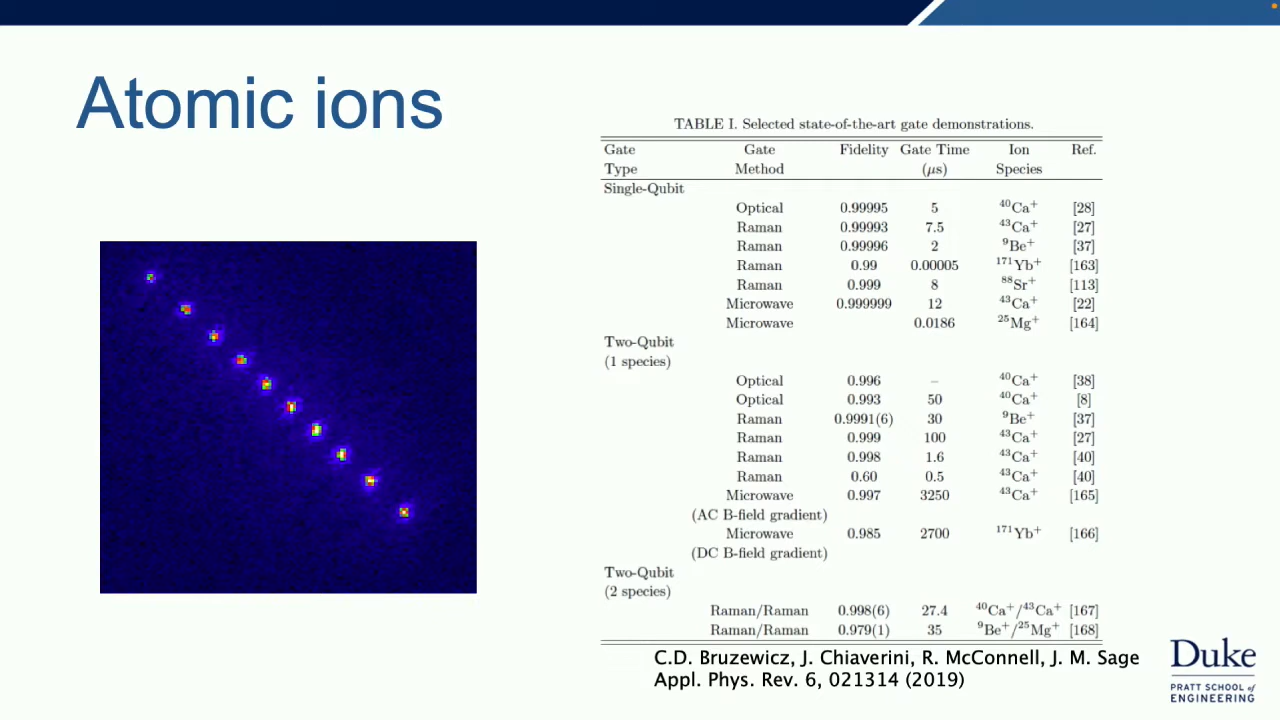 Atomic ions
TABLE I. Selected state-of-the-art gate demonstrations.
Gate Gate Fidelity Gate Time Ion Ref.
Type Method (μs) Species
Single-Qubit
Optical 0.99995 5 ⁴⁰Ca⁺ [28]
Raman 0.99993 7.5 ⁴³Ca⁺ [27]
Raman 0.99996 2 ⁹Be⁺ [37]
Raman 0.99 0.00005 ¹⁷¹Yb⁺ [163]
Raman 0.999 8 ⁸⁸Sr⁺ [113]
Microwave 0.999999 12 ⁴³Ca⁺ [22]
Microwave 0.0186 ²⁵Mg⁺ [164]
Two-Qubit
(1 species)
Optical 0.996 – ⁴⁰Ca⁺ [38]
Optical 0.993 50 ⁴⁰Ca⁺ [8]
Raman 0.9991(6) 30 ⁹Be⁺ [37]
Raman 0.999 100 ⁴³Ca⁺ [27]
Raman 0.998 1.6 ⁴³Ca⁺ [40]
Raman 0.60 0.5 ⁴³Ca⁺ [40]
Microwave 0.997 3250 ⁴³Ca⁺ [165]
(AC B-field gradient)
Microwave 0.985 2700 ¹⁷¹Yb⁺ [166]
(DC B-field gradient)
Two-Qubit
(2 species)
Raman/Raman 0.998(6) 27.4 ⁴⁰Ca⁺/⁴³Ca⁺ [167]
Raman/Raman 0.979(1) 35 ⁹Be⁺/²⁵Mg⁺ [168]
C.D. Bruzewicz, J. Chiaverini, R. McConnell, J. M. Sage
Appl. Phys. Rev. 6, 021314 (2019)
Duke
PRATT SCHOOL of
ENGINEERING